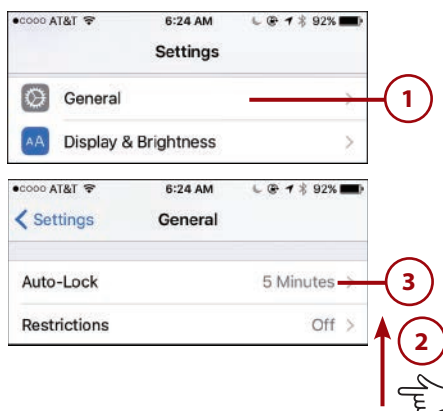 ●○○○○ AT&T 6:24 AM 92%
Settings
General
1
AA Display & Brightness
●○○○○ AT&T 6:24 AM 92%
Settings General
Auto-Lock 5 Minutes
3
Restrictions Off
2